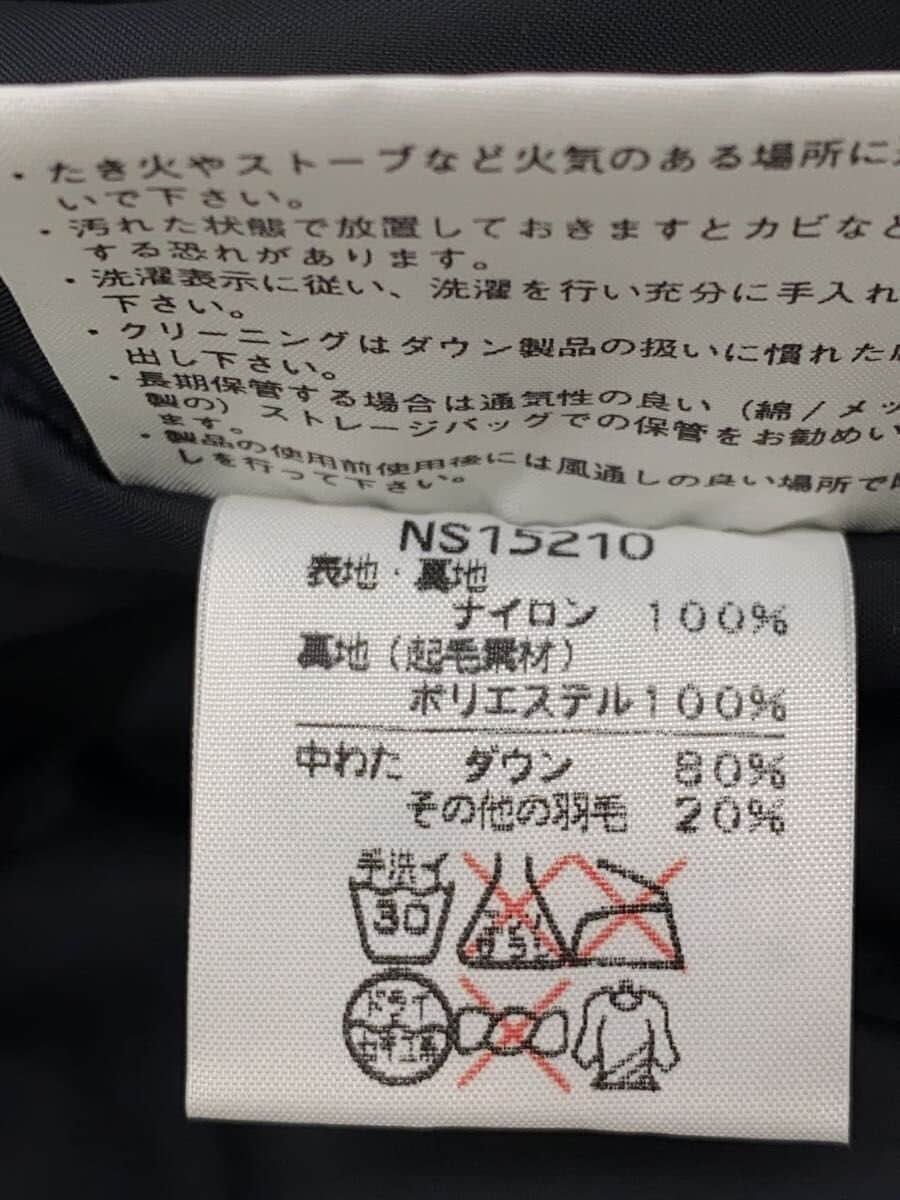 ・たき火やストーブなど火気のある場所に
いで下さい。
・汚れた状態で放置しておきますとカビなど
する恐れがあります。
・洗濯表示に従い、洗濯を行い充分に手入れ
下さい。
・クリーニングはダウン製品の扱いに慣れた
出し下さい。
・長期保管する場合は通気性の良い(綿/メッ
製の)ストレージバッグでの保管をお勧めい
ます。
・製品の使用前使用後には風通しの良い場所で
しを行って下さい。
NS15210
表地・裏地
ナイロン 100%
裏地(起毛素材)
ポリエステル100%
中わた ダウン 80%
その他の羽毛 20%
手洗イ
30
ドライ
セキユ系